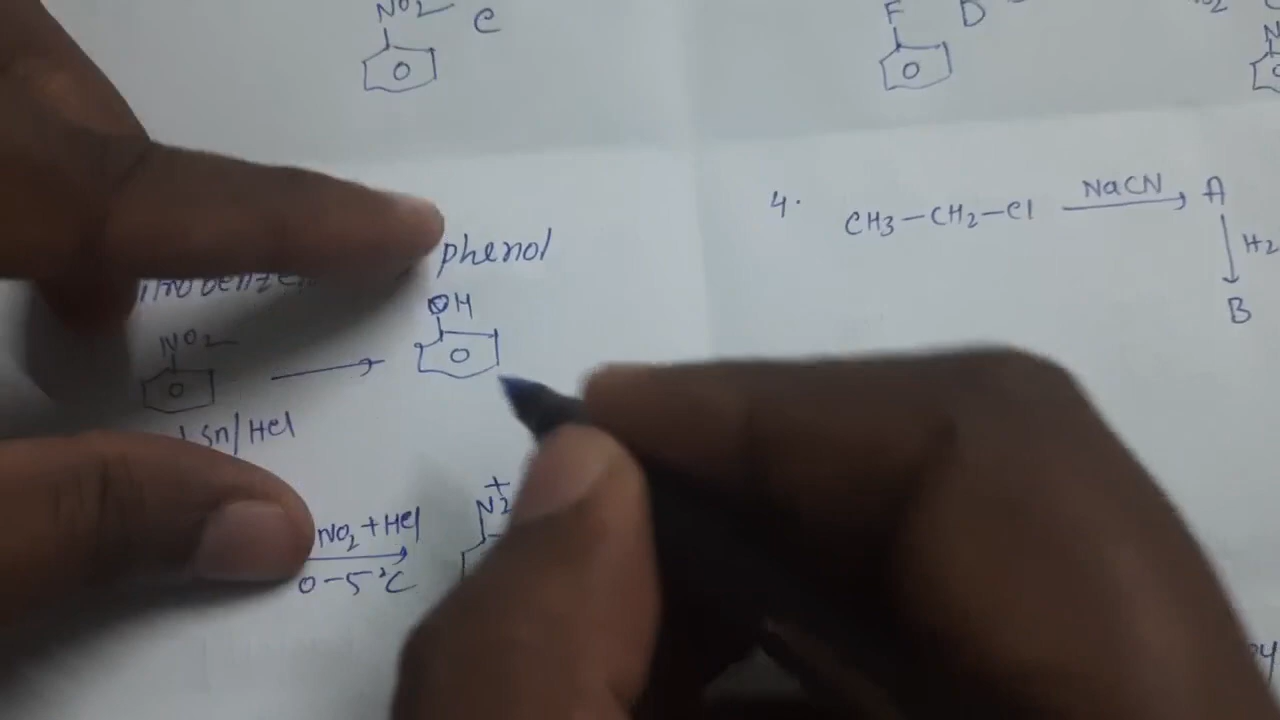 NO2 C
F D
phenol
OH
NO2
Sn/HCl
NO2+HCl
0-5°C
N2+
4. CH3-CH2-Cl NaCN A
H2
B